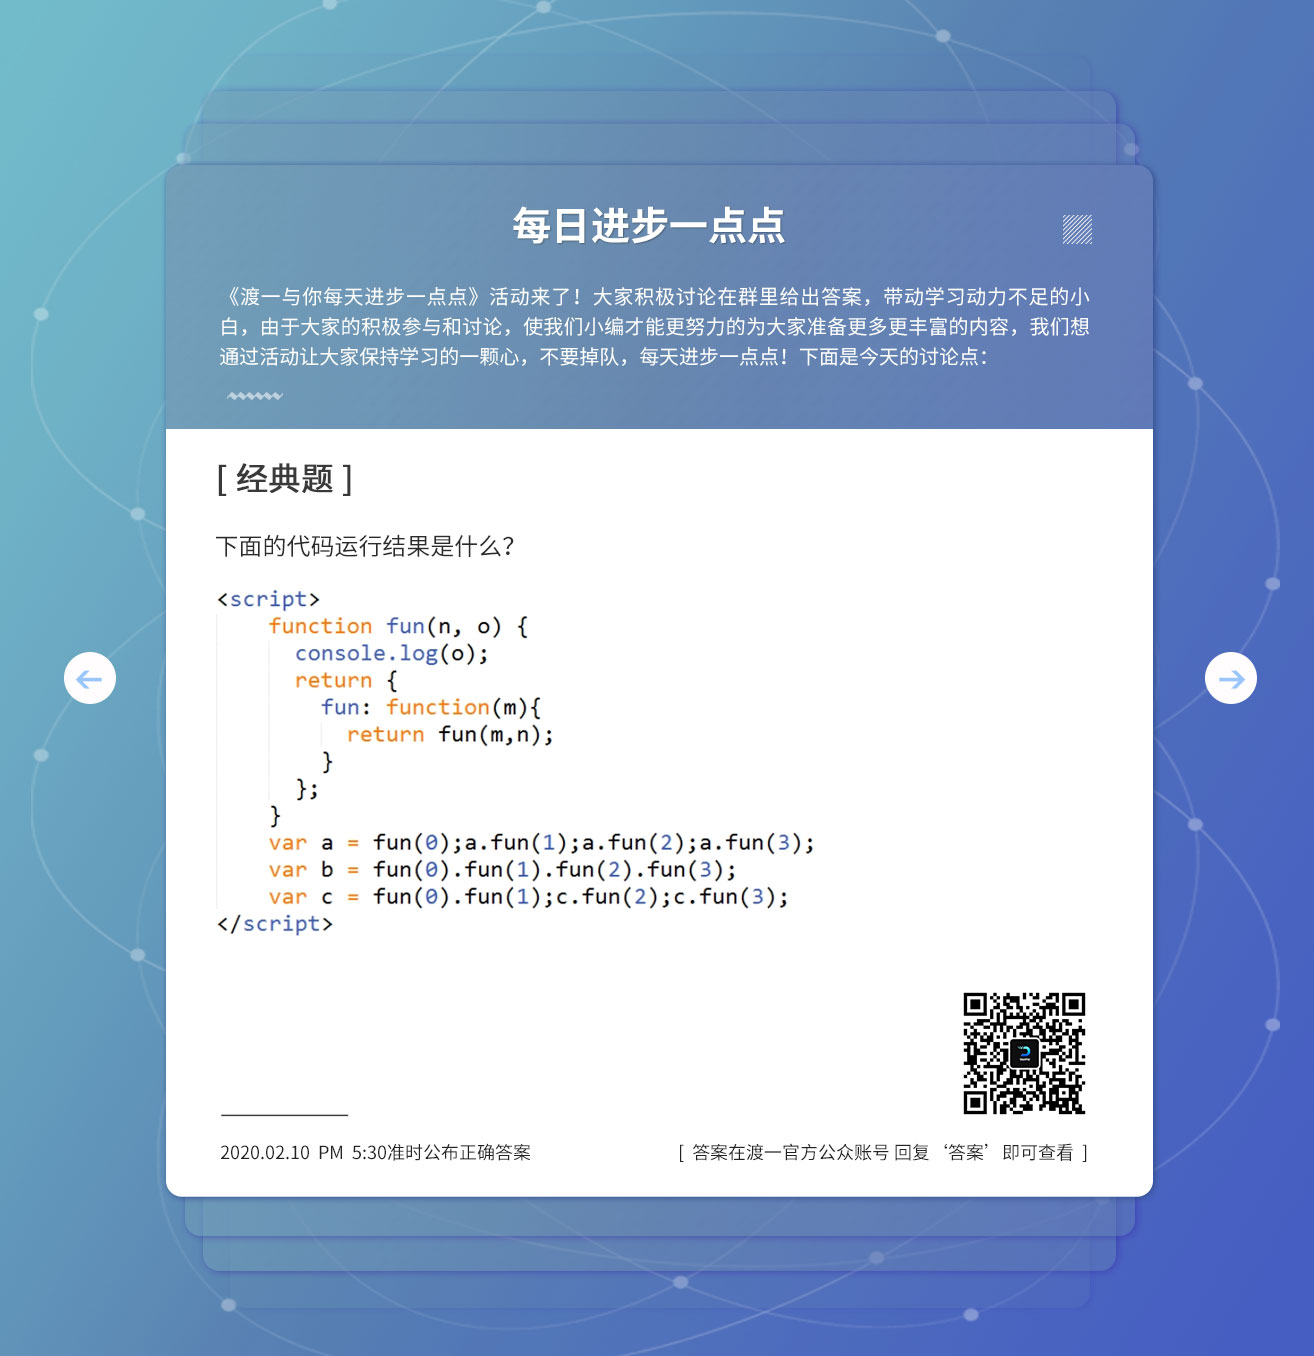 每日进步一点点
《渡一与你每天进步一点点》活动来了！大家积极讨论在群里给出答案，带动学习动力不足的小
白，由于大家的积极参与和讨论，使我们小编才能更努力的为大家准备更多更丰富的内容，我们想
通过活动让大家保持学习的一颗心，不要掉队，每天进步一点点！下面是今天的讨论点：
[ 经典题 ]
下面的代码运行结果是什么？
<script>
    function fun(n, o) {
      console.log(o);
      return {
        fun: function(m){
          return fun(m,n);
        }
      };
    }
    var a = fun(0);a.fun(1);a.fun(2);a.fun(3);
    var b = fun(0).fun(1).fun(2).fun(3);
    var c = fun(0).fun(1);c.fun(2);c.fun(3);
</script>
2020.02.10 PM 5:30准时公布正确答案
[ 答案在渡一官方公众账号 回复 ‘答案’ 即可查看 ]